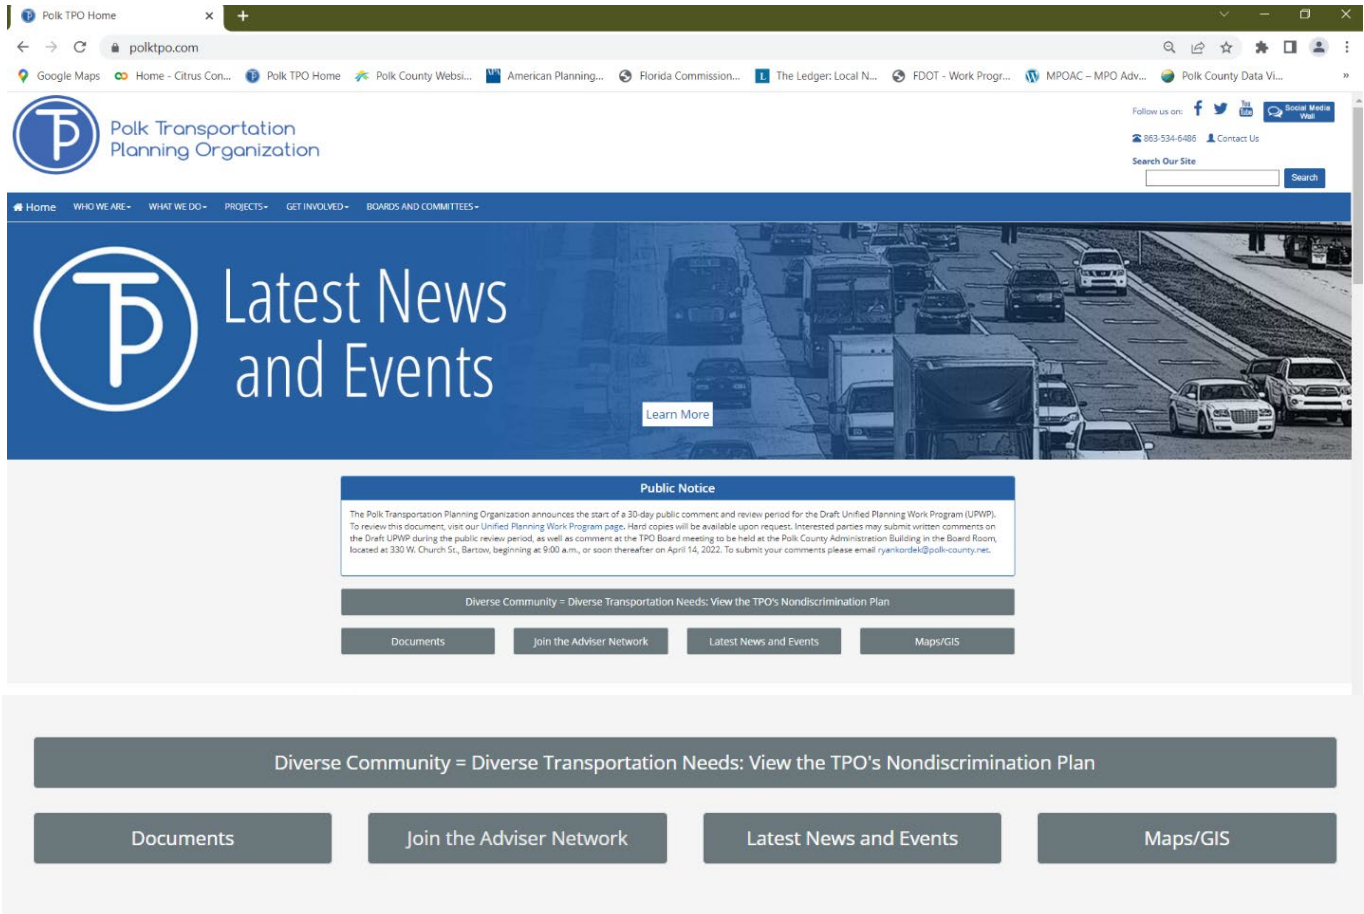 Polk TPO Home
polktpo.com
Google Maps Home - Citrus Con... Polk TPO Home Polk County Websi... American Planning... Florida Commission... The Ledger: Local N... FDOT - Work Progr... MPOAC – MPO Adv... Polk County Data Vi... »
TP
Polk Transportation
Planning Organization
Follow us on: f You Tube Social Media Wall
863-534-6486 Contact Us
Search Our Site
Search
Home WHO WE ARE WHAT WE DO PROJECTS GET INVOLVED BOARDS AND COMMITTEES
TP
Latest News
and Events
Learn More
Public Notice
The Polk Transportation Planning Organization announces the start of a 30-day public comment and review period for the Draft Unified Planning Work Program (UPWP).
To review this document, visit our Unified Planning Work Program page. Hard copies will be available upon request. Interested parties may submit written comments on
the Draft UPWP during the public review period, as well as comment at the TPO Board meeting to be held at the Polk County Administration Building in the Board Room,
located at 330 W. Church St., Bartow, beginning at 9:00 a.m., or soon thereafter on April 14, 2022. To submit your comments please email ryankordek@polk-county.net.
Diverse Community = Diverse Transportation Needs: View the TPO's Nondiscrimination Plan
Documents Join the Adviser Network Latest News and Events Maps/GIS
Diverse Community = Diverse Transportation Needs: View the TPO's Nondiscrimination Plan
Documents Join the Adviser Network Latest News and Events Maps/GIS